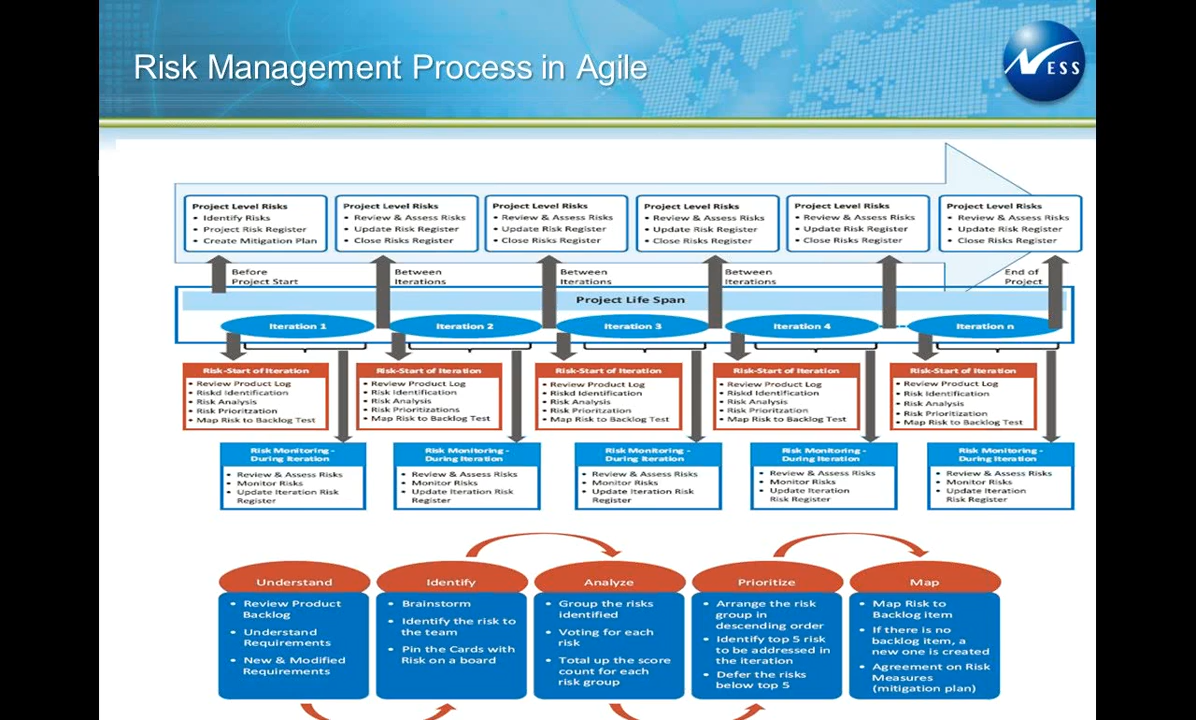 Risk Management Process in Agile
NESS
Project Level Risks
• Identify Risks
• Project Risk Register
• Create Mitigation Plan
Project Level Risks
• Review & Assess Risks
• Update Risk Register
• Close Risks Register
Project Level Risks
• Review & Assess Risks
• Update Risk Register
• Close Risks Register
Project Level Risks
• Review & Assess Risks
• Update Risk Register
• Close Risks Register
Project Level Risks
• Review & Assess Risks
• Update Risk Register
• Close Risks Register
Project Level Risks
• Review & Assess Risks
• Update Risk Register
• Close Risks Register
Before
Project Start
Between
Iterations
Between
Iterations
Between
Iterations
End of
Project
Project Life Span
Iteration 1
Iteration 2
Iteration 3
Iteration 4
Iteration n
Risk-Start of Iteration
• Review Product Log
• Riskd Identification
• Risk Analysis
• Risk Prioritization
• Map Risk to Backlog Test
Risk-Start of Iteration
• Review Product Log
• Risk Identification
• Risk Analysis
• Risk Prioritizations
• Map Risk to Backlog Test
Risk-Start of Iteration
• Review Product Log
• Riskd Identification
• Risk Analysis
• Risk Prioritization
• Map Risk to Backlog Test
Risk-Start of Iteration
• Review Product Log
• Riskd Identification
• Risk Analysis
• Risk Prioritization
• Map Risk to Backlog Test
Risk-Start of Iteration
• Review Product Log
• Risk Identification
• Risk Analysis
• Risk Prioritization
• Map Risk to Backlog Test
Risk Monitoring -
During Iteration
• Review & Assess Risks
• Monitor Risks
• Update Iteration Risk
Register
Risk Monitoring -
During Iteration
• Review & Assess Risks
• Monitor Risks
• Update Iteration Risk
Register
Risk Monitoring -
During Iteration
• Review & Assess Risks
• Monitor Risks
• Update Iteration Risk
Register
Risk Monitoring -
During Iteration
• Review & Assess Risks
• Monitor Risks
• Update Iteration
Risk Register
Risk Monitoring -
During Iteration
• Review & Assess Risks
• Monitor Risks
• Update Iteration
Risk Register
Understand
• Review Product
Backlog
• Understand
Requirements
• New & Modified
Requirements
Identify
• Brainstorm
• Identify the risk to
the team
• Pin the Cards with
Risk on a board
Analyze
• Group the risks
identified
• Voting for each
risk
• Total up the score
count for each
risk group
Prioritize
• Arrange the risk
group in
descending order
• Identify top 5 risk
to be addressed in
the iteration
• Defer the risks
below top 5
Map
• Map Risk to
Backlog item
• If there is no
backlog item, a
new one is created
• Agreement on Risk
Measures
(mitigation plan)